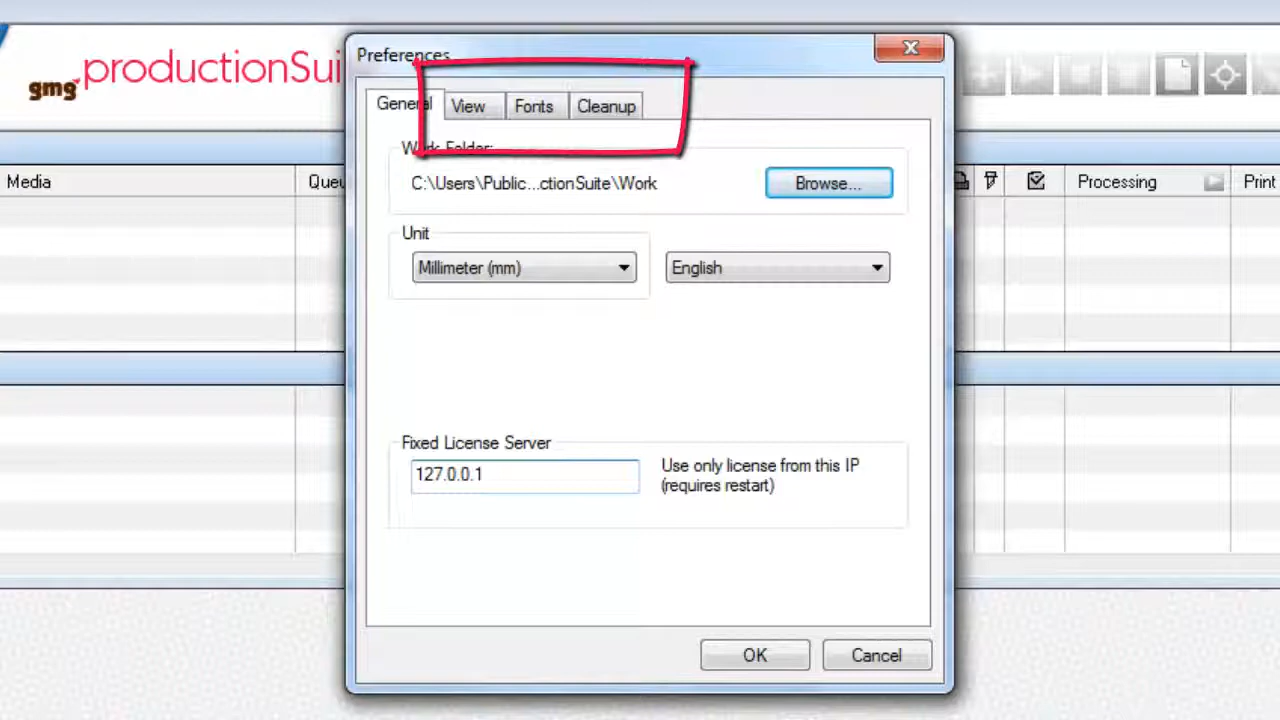 gmg
productionSui
Preferences
General
View
Fonts
Cleanup
Media
Queu
Processing
Print
Work Folder:
C:\Users\Public...ctionSuite\Work
Browse...
Unit
Millimeter (mm)
English
Fixed License Server
127.0.0.1
Use only license from this IP
(requires restart)
OK
Cancel